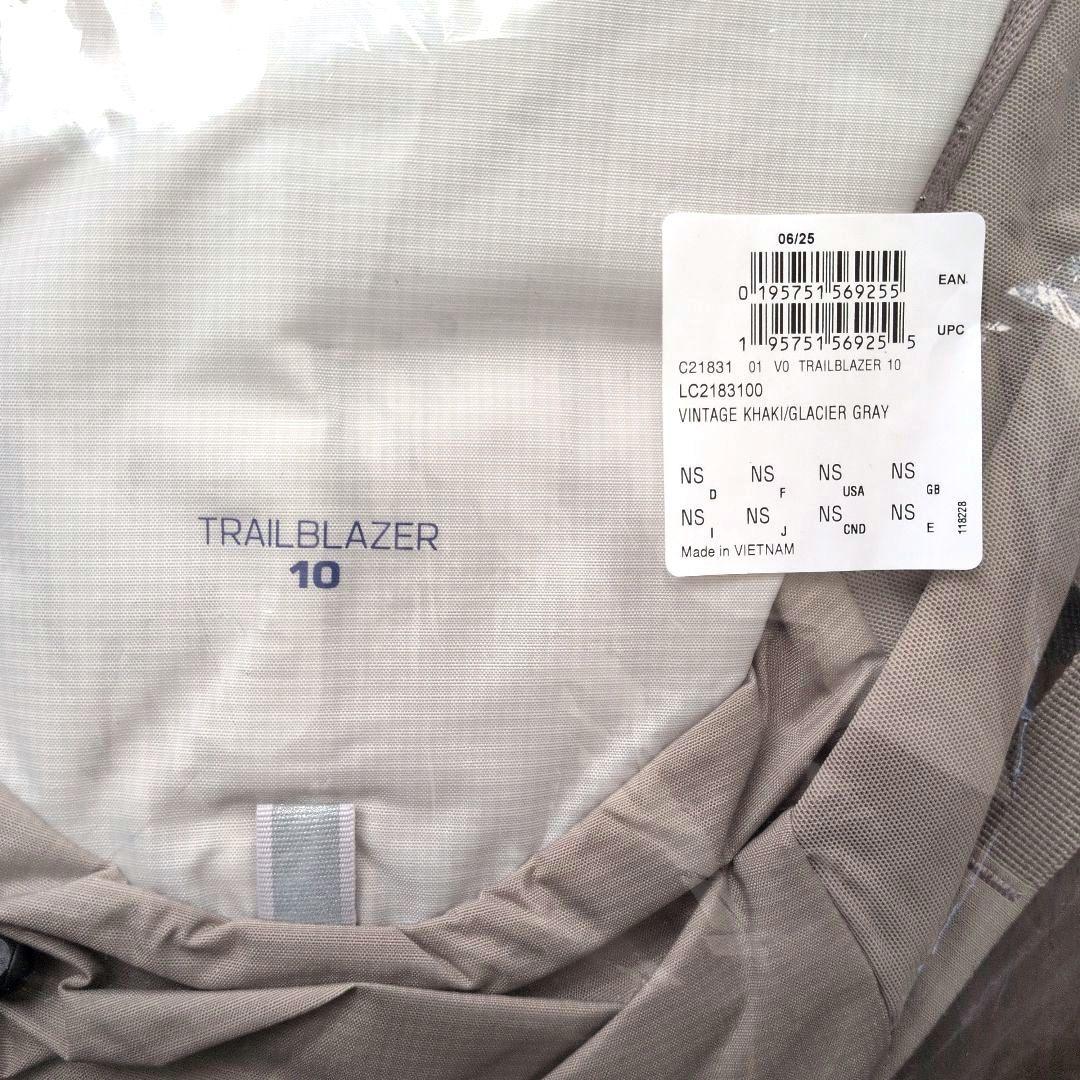 TRAILBLAZER
10
06/25
0 195751 569255
EAN
1 95751 56925 5
UPC
C21831 01 V0 TRAILBLAZER 10
LC2183100
VINTAGE KHAKI/GLACIER GRAY
NS D NS F NS USA NS GB
NS I NS J NS CND NS E
118228
Made in VIETNAM